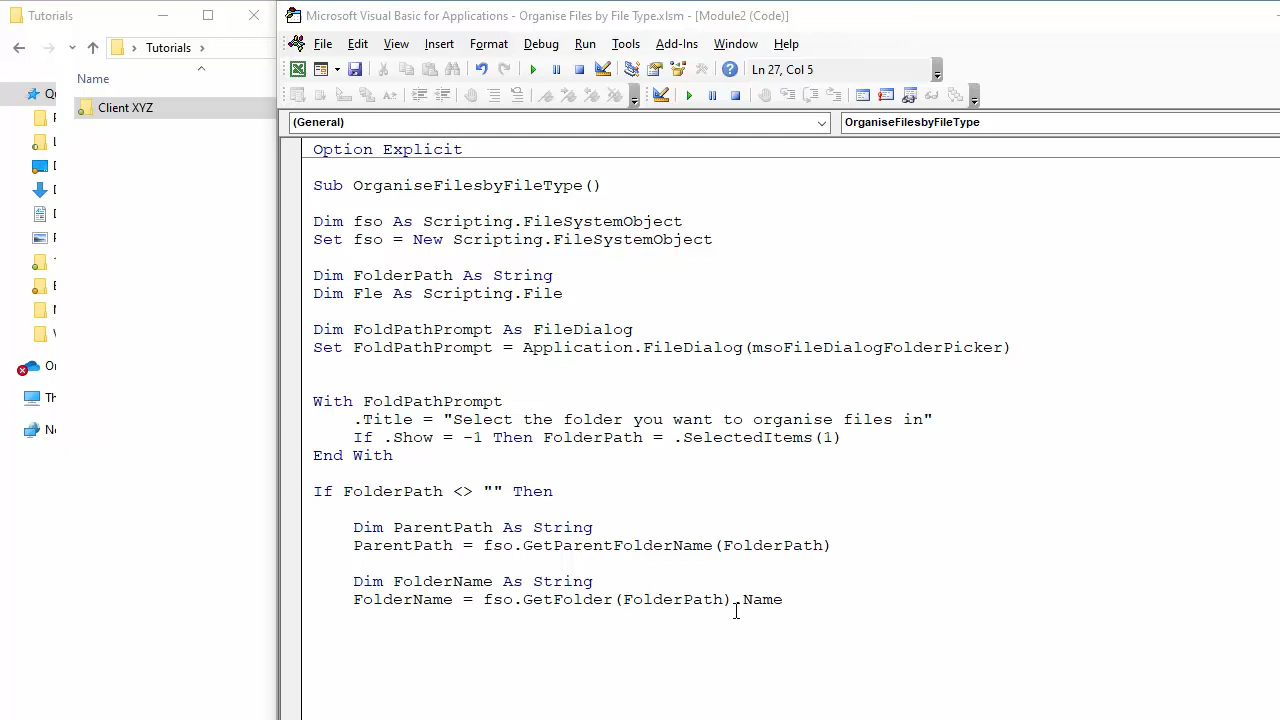 Tutorials
Microsoft Visual Basic for Applications - Organise Files by File Type.xlsm - [Module2 (Code)]
File Edit View Insert Format Debug Run Tools Add-Ins Window Help
› Tutorials ›
Ln 27, Col 5
Name
Client XYZ
(General)
OrganiseFilesbyFileType
Option Explicit
Sub OrganiseFilesbyFileType()
Dim fso As Scripting.FileSystemObject
Set fso = New Scripting.FileSystemObject
Dim FolderPath As String
Dim Fle As Scripting.File
Dim FoldPathPrompt As FileDialog
Set FoldPathPrompt = Application.FileDialog(msoFileDialogFolderPicker)
With FoldPathPrompt
.Title = "Select the folder you want to organise files in"
If .Show = -1 Then FolderPath = .SelectedItems(1)
End With
If FolderPath <> "" Then
Dim ParentPath As String
ParentPath = fso.GetParentFolderName(FolderPath)
Dim FolderName As String
FolderName = fso.GetFolder(FolderPath).Name